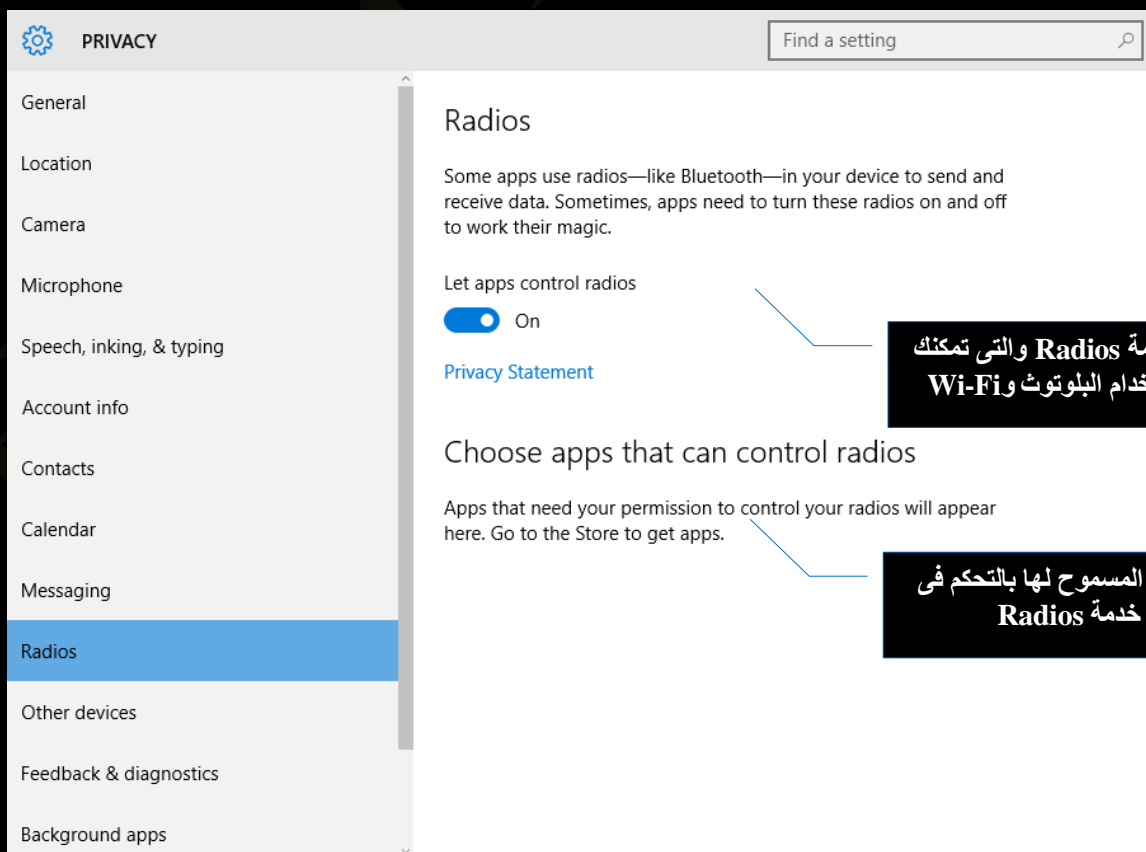 PRIVACY
Find a setting
General
Location
Camera
Microphone
Speech, inking, & typing
Account info
Contacts
Calendar
Messaging
Radios
Other devices
Feedback & diagnostics
Background apps
Radios
Some apps use radios—like Bluetooth—in your device to send and
receive data. Sometimes, apps need to turn these radios on and off
to work their magic.
Let apps control radios
On
Privacy Statement
Radios والتى تمكنك
البلوتوث وWi-Fi
Choose apps that can control radios
Apps that need your permission to control your radios will appear
here. Go to the Store to get apps.
المسموح لها بالتحكم فى
خدمة Radios